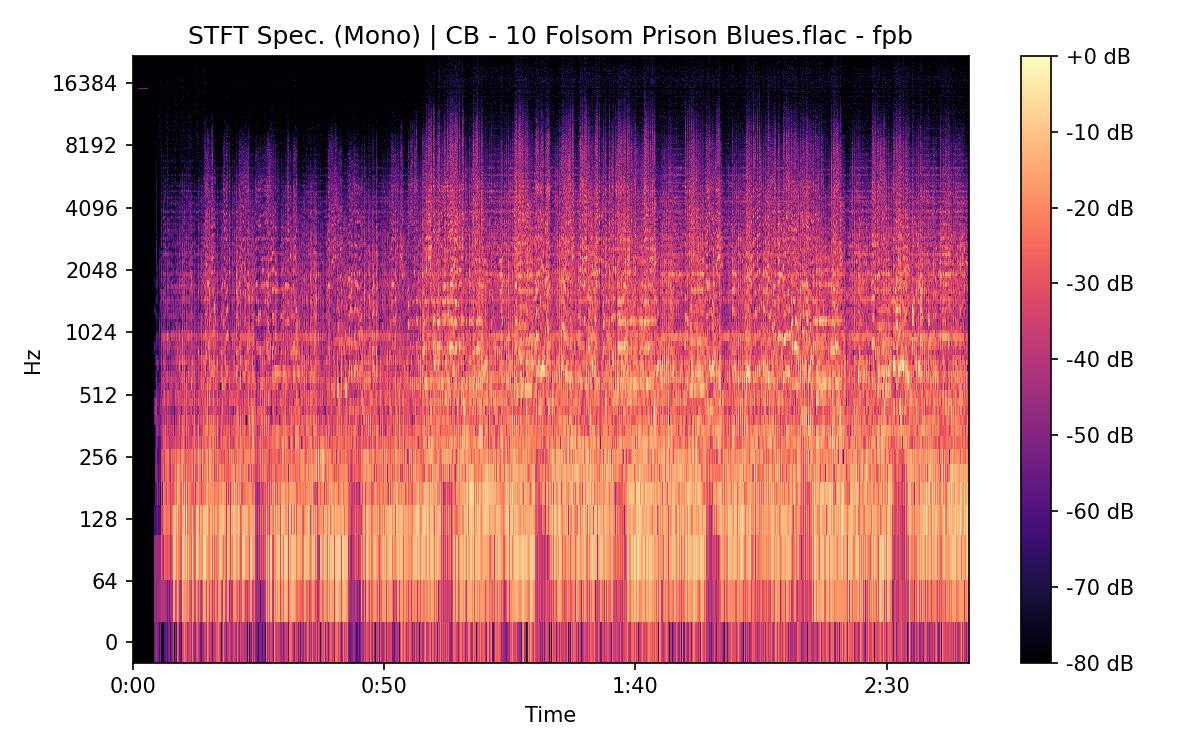 STFT Spec. (Mono) | CB - 10 Folsom Prison Blues.flac - fpb
16384
8192
4096
2048
1024
512
256
128
64
0
Hz
0:00
0:50
1:40
2:30
Time
+0 dB
-10 dB
-20 dB
-30 dB
-40 dB
-50 dB
-60 dB
-70 dB
-80 dB